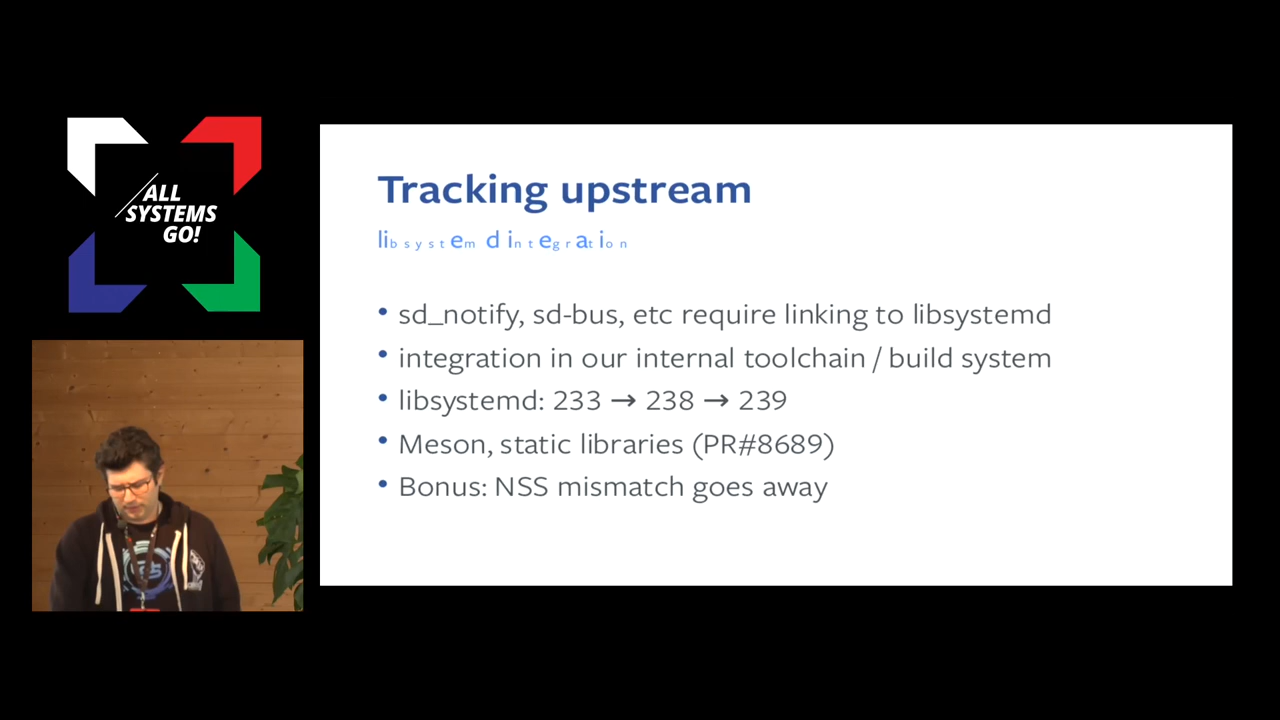 ALL
SYSTEMS
GO!
Tracking upstream
libsystemd integration
• sd_notify, sd-bus, etc require linking to libsystemd
• integration in our internal toolchain / build system
• libsystemd: 233 → 238 → 239
• Meson, static libraries (PR#8689)
• Bonus: NSS mismatch goes away